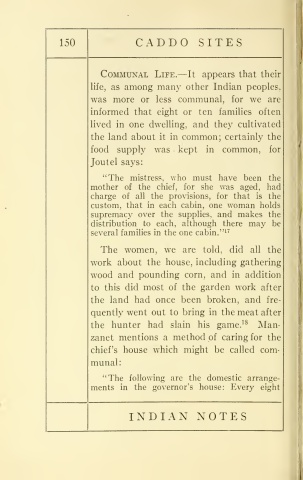 150
CADDO SITES
COMMUNAL LIFE.—It appears that their
life, as among many other Indian peoples,
was more or less communal, for we are
informed that eight or ten families often
lived in one dwelling, and they cultivated
the land about it in common; certainly the
food supply was kept in common, for
Joutel says:
"The mistress, who must have been the
mother of the chief, for she was aged, had
charge of all the provisions, for that is the
custom, that in each cabin, one woman holds
supremacy over the supplies, and makes the
distribution to each, although there may be
several families in the one cabin."17
The women, we are told, did all the
work about the house, including gathering
wood and pounding corn, and in addition
to this did most of the garden work after
the land had once been broken, and fre-
quently went out to bring in the meat after
the hunter had slain his game.18 Man-
zanet mentions a method of caring for the
chief's house which might be called com-
munal:
"The following are the domestic arrange-
ments in the governor's house: Every eight
INDIAN NOTES